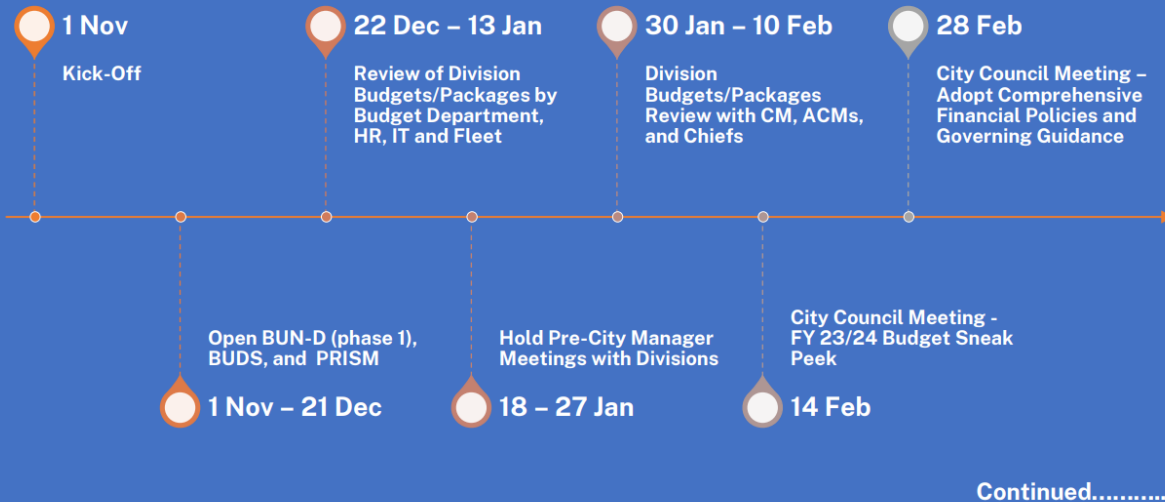 1 Nov
Kick-Off
22 Dec – 13 Jan
Review of Division
Budgets/Packages by
Budget Department,
HR, IT and Fleet
30 Jan – 10 Feb
Division
Budgets/Packages
Review with CM, ACMs,
and Chiefs
28 Feb
City Council Meeting –
Adopt Comprehensive
Financial Policies and
Governing Guidance
Open BUN-D (phase 1),
BUDS, and PRISM
1 Nov – 21 Dec
Hold Pre-City Manager
Meetings with Divisions
18 – 27 Jan
City Council Meeting -
FY 23/24 Budget Sneak
Peek
14 Feb
Continued...........